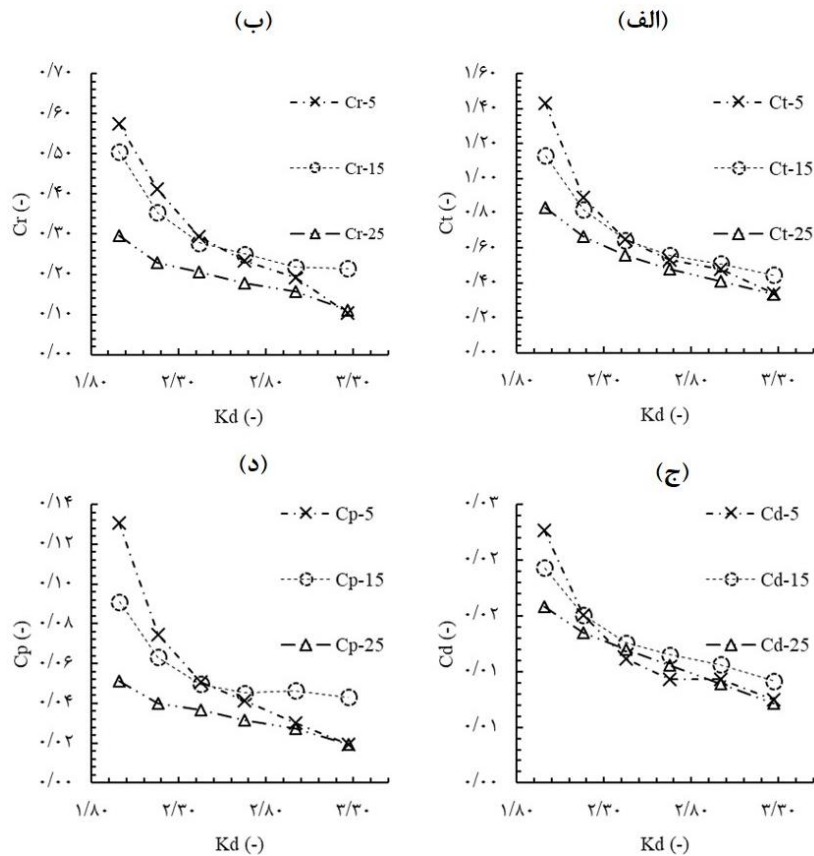 (ب)
۰/۷۰
۰/۶۰
۰/۵۰
۰/۴۰
۰/۳۰
۰/۲۰
۰/۱۰
۰/۰۰
Cr (-)
Cr-5
Cr-15
Cr-25
۱/۸۰ ۲/۳۰ ۲/۸۰ ۳/۳۰
Kd (-)
(الف)
۱/۶۰
۱/۴۰
۱/۲۰
۱/۰۰
۰/۸۰
۰/۶۰
۰/۴۰
۰/۲۰
۰/۰۰
Ct (-)
Ct-5
Ct-15
Ct-25
۱/۸۰ ۲/۳۰ ۲/۸۰ ۳/۳۰
Kd (-)
(د)
۰/۱۴
۰/۱۲
۰/۱۰
۰/۰۸
۰/۰۶
۰/۰۴
۰/۰۲
۰/۰۰
Cp (-)
Cp-5
Cp-15
Cp-25
۱/۸۰ ۲/۳۰ ۲/۸۰ ۳/۳۰
Kd (-)
(ج)
۰/۰۳
۰/۰۲
۰/۰۲
۰/۰۱
۰/۰۱
۰/۰۰
Cd (-)
Cd-5
Cd-15
Cd-25
۱/۸۰ ۲/۳۰ ۲/۸۰ ۳/۳۰
Kd (-)